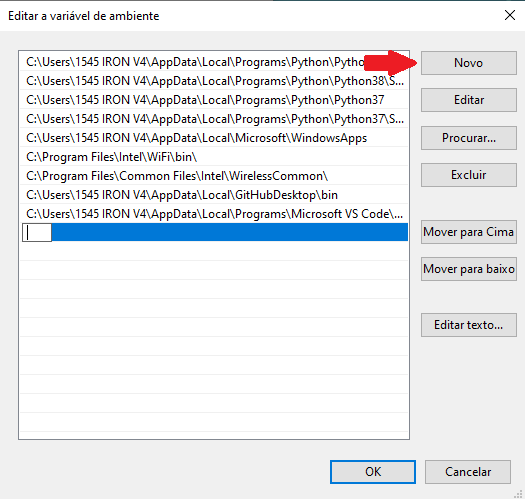 Editar a variável de ambiente
C:\Users\1545 IRON V4\AppData\Local\Programs\Python\Pytho
C:\Users\1545 IRON V4\AppData\Local\Programs\Python\Python38\S...
C:\Users\1545 IRON V4\AppData\Local\Programs\Python\Python37
C:\Users\1545 IRON V4\AppData\Local\Programs\Python\Python37\S...
C:\Users\1545 IRON V4\AppData\Local\Microsoft\WindowsApps
C:\Program Files\Intel\WiFi\bin\
C:\Program Files\Common Files\Intel\WirelessCommon\
C:\Users\1545 IRON V4\AppData\Local\GitHubDesktop\bin
C:\Users\1545 IRON V4\AppData\Local\Programs\Microsoft VS Code\...
Novo
Editar
Procurar...
Excluir
Mover para Cima
Mover para baixo
Editar texto...
OK
Cancelar